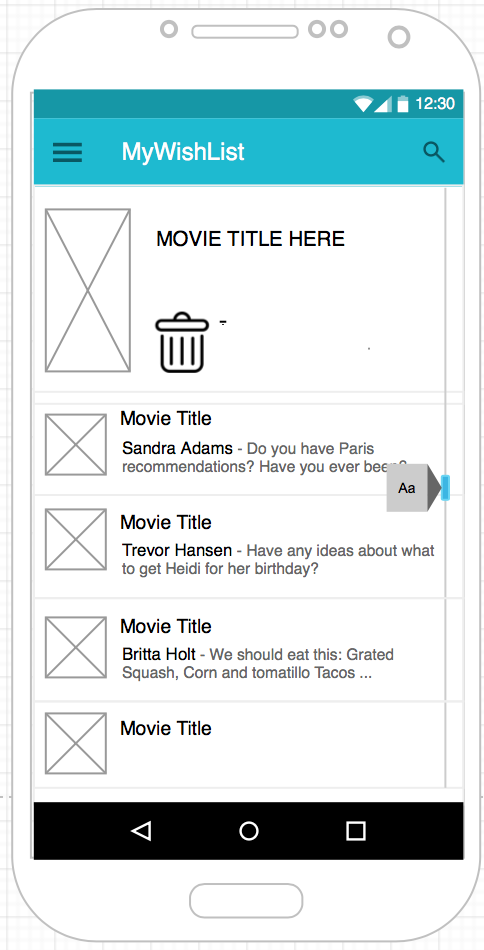 12:30
MyWishList
MOVIE TITLE HERE
-
Movie Title
Sandra Adams - Do you have Paris
recommendations? Have you ever been?
Aa
Movie Title
Trevor Hansen - Have any ideas about what
to get Heidi for her birthday?
Movie Title
Britta Holt - We should eat this: Grated
Squash, Corn and tomatillo Tacos ...
Movie Title